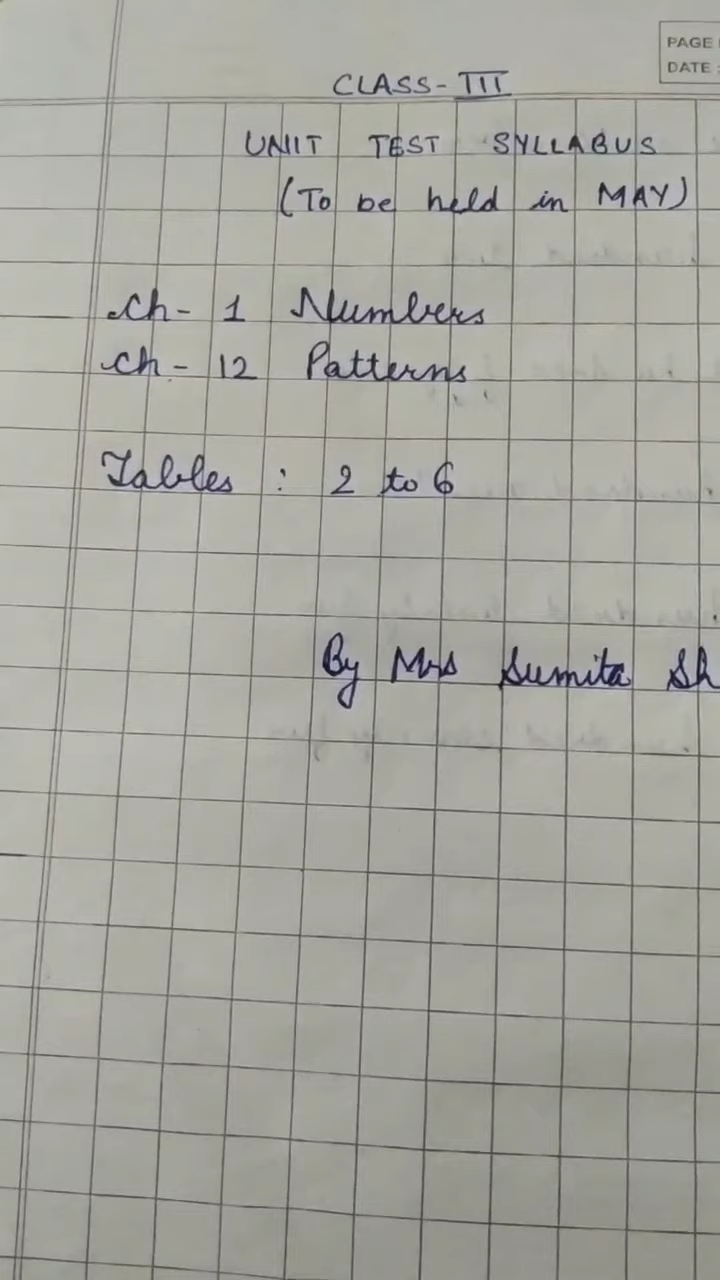 PAGE
DATE :
CLASS- III
UNIT TEST SYLLABUS
(To be held in MAY)
Ch- 1 Numbers
Ch- 12 Patterns
Tables : 2 to 6
By Mrs Sumita Sh